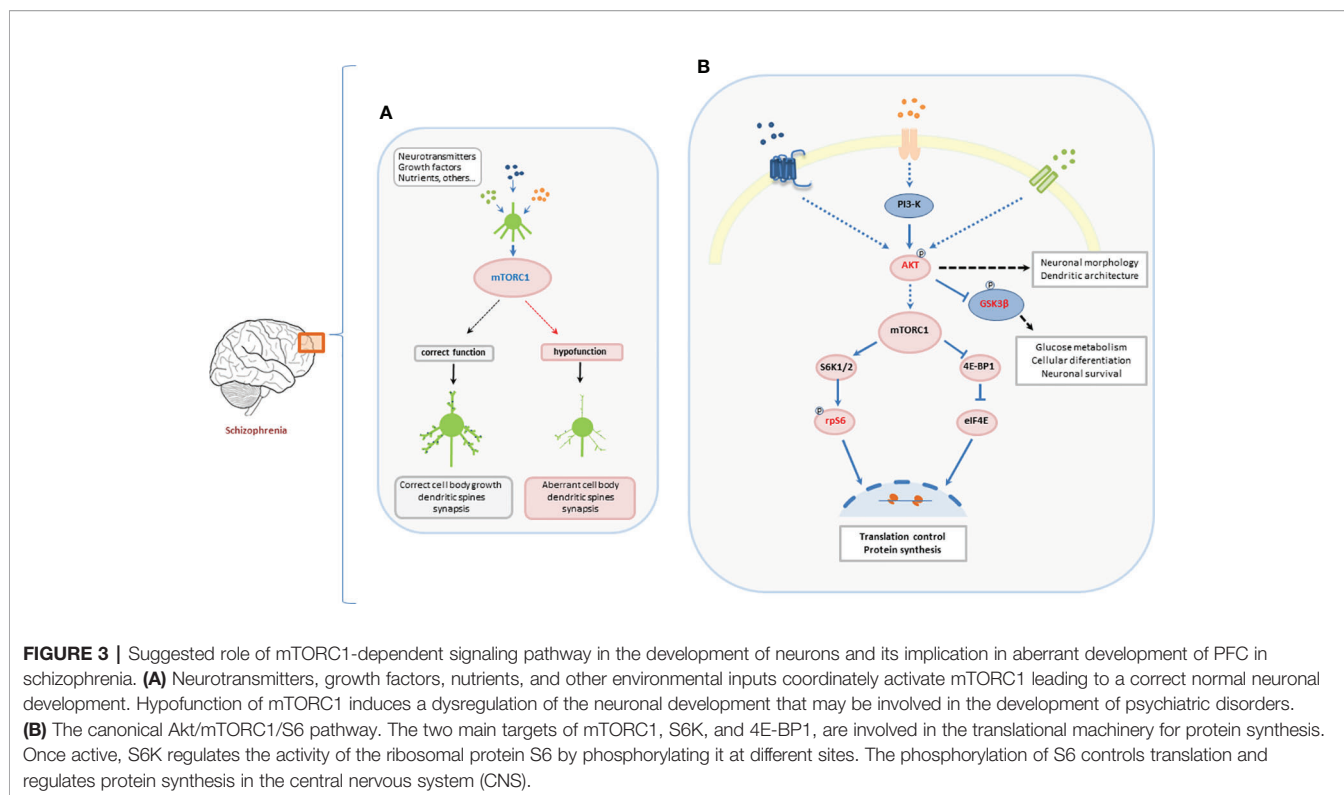 A
Neurotransmitters
Growth factors
Nutrients, others...
mTORC1
correct function
hypofunction
Correct cell body growth
dendritic spines
synapsis
Aberrant cell body
dendritic spines
synapsis
Schizophrenia
B
PI3-K
P
AKT
Neuronal morphology
Dendritic architecture
P
GSK3β
mTORC1
Glucose metabolism
Cellular diferentiation
Neuronal survival
S6K1/2
4E-BP1
P
rpS6
eIF4E
Translation control
Protein synthesis
FIGURE 3 | Suggested role of mTORC1-dependent signaling pathway in the development of neurons and its implication in aberrant development of PFC in
schizophrenia. (A) Neurotransmitters, growth factors, nutrients, and other environmental inputs coordinately activate mTORC1 leading to a correct normal neuronal
development. Hypofunction of mTORC1 induces a dysregulation of the neuronal development that may be involved in the development of psychiatric disorders.
(B) The canonical Akt/mTORC1/S6 pathway. The two main targets of mTORC1, S6K, and 4E-BP1, are involved in the translational machinery for protein synthesis.
Once active, S6K regulates the activity of the ribosomal protein S6 by phosphorylating it at different sites. The phosphorylation of S6 controls translation and
regulates protein synthesis in the central nervous system (CNS).